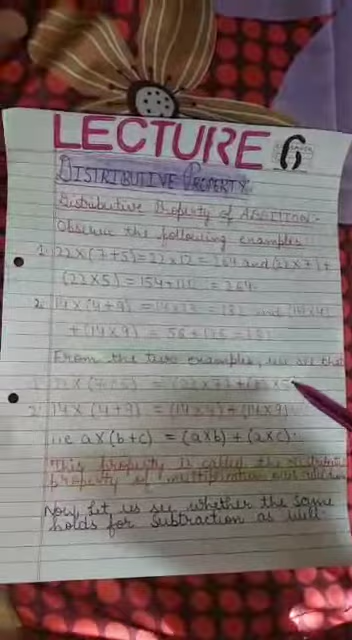 LECTURE 6
DISTRIBUTIVE PROPERTY
Distributive Property of ADDITION-
Observe the following examples
1. 22×(7+5)=22×12=264 and (22×7)+
(22×5)=154+110=264.
2. 14×(4+9)=14×13=182 and (14×4)
+(14×9)=56+126=182
From the two examples, we see that
1. 22×(7+5)=(22×7)+(22×5
2. 14×(4+9)=(14×4)+(14×9)
i.e a×(b+c)=(a×b)+(a×c).
This property is called the distributive
property of multiplication over addition
Now let us see whether the same
holds for subtraction as well.